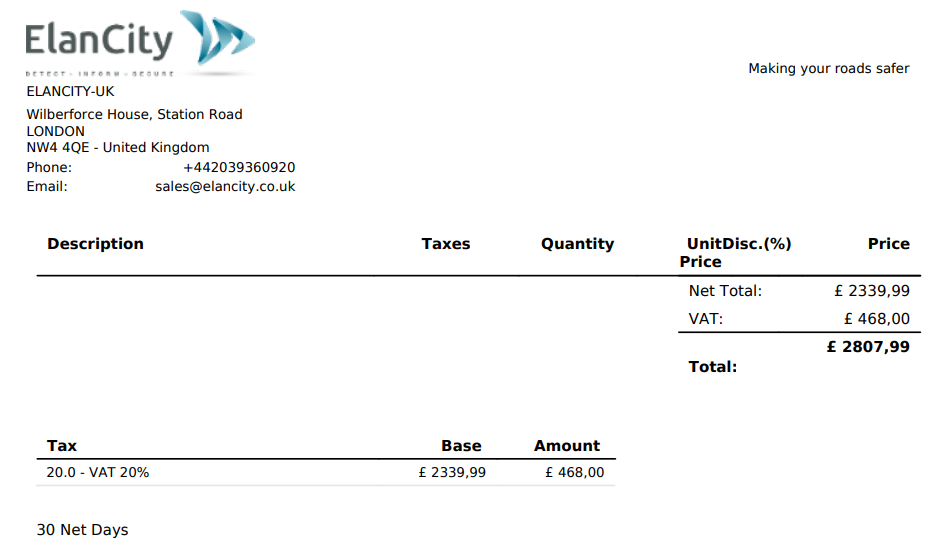 ElanCity
DETECT - INFORM - SECURE
Making your roads safer
ELANCITY-UK
Wilberforce House, Station Road
LONDON
NW4 4QE - United Kingdom
Phone: +442039360920
Email: sales@elancity.co.uk
Description Taxes Quantity UnitDisc.(%) Price
Price
Net Total: £ 2339,99
VAT: £ 468,00
£ 2807,99
Total:
Tax Base Amount
20.0 - VAT 20% £ 2339,99 £ 468,00
30 Net Days